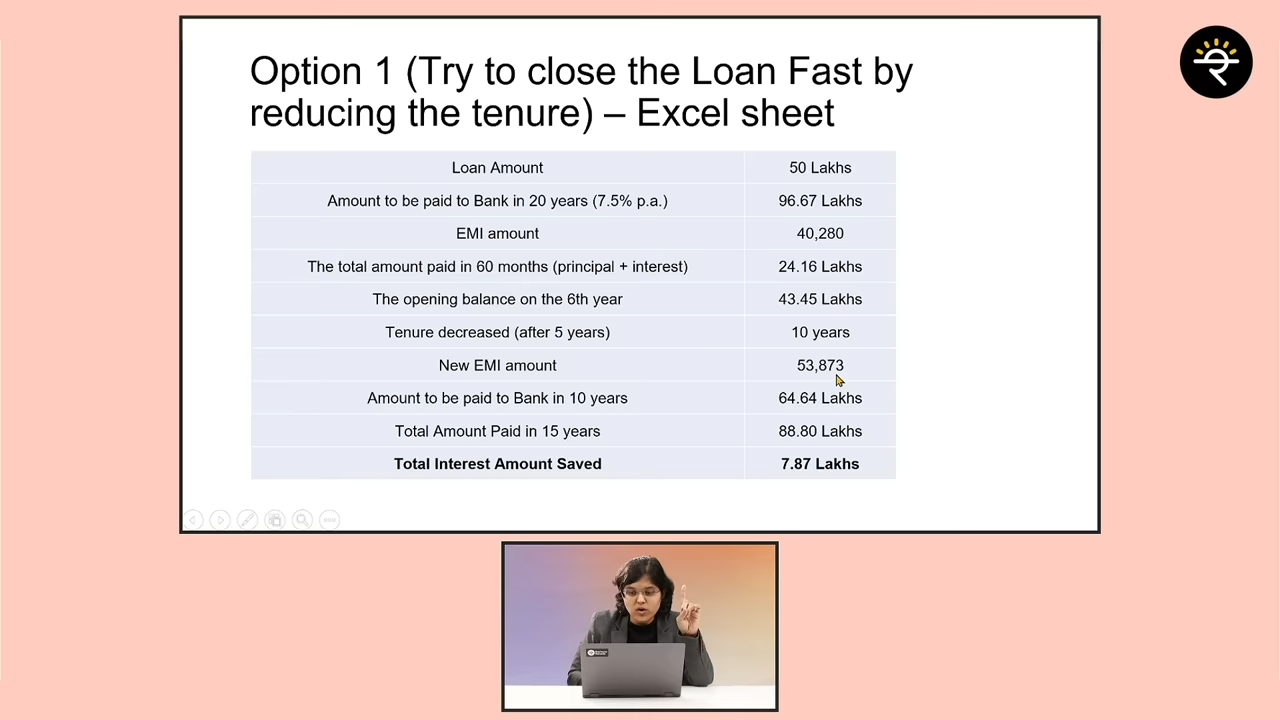 Option 1 (Try to close the Loan Fast by
reducing the tenure) – Excel sheet
Loan Amount 50 Lakhs
Amount to be paid to Bank in 20 years (7.5% p.a.) 96.67 Lakhs
EMI amount 40,280
The total amount paid in 60 months (principal + interest) 24.16 Lakhs
The opening balance on the 6th year 43.45 Lakhs
Tenure decreased (after 5 years) 10 years
New EMI amount 53,873
Amount to be paid to Bank in 10 years 64.64 Lakhs
Total Amount Paid in 15 years 88.80 Lakhs
Total Interest Amount Saved 7.87 Lakhs